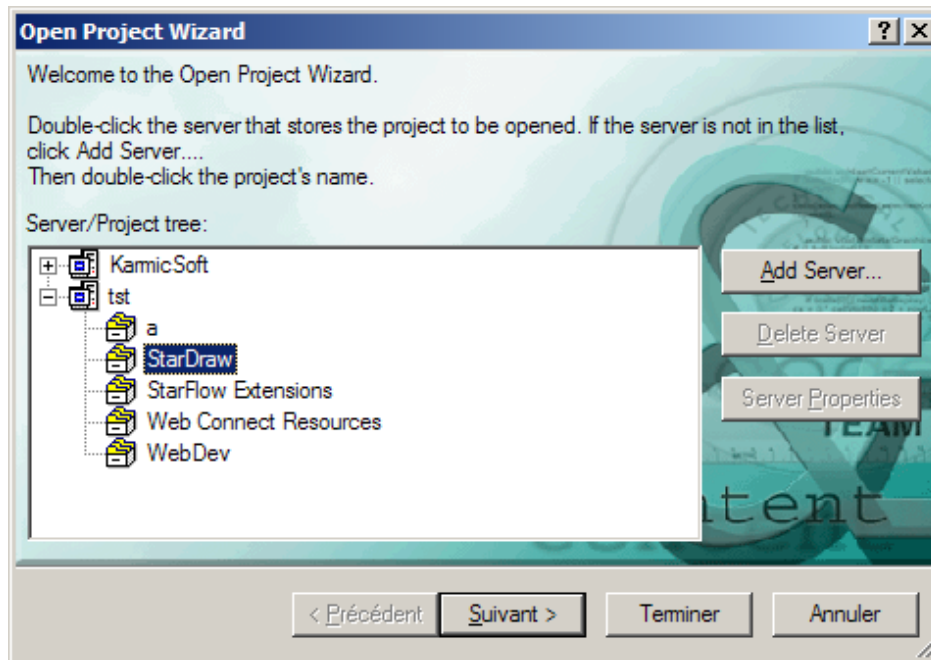 Open Project Wizard
Welcome to the Open Project Wizard.
Double-click the server that stores the project to be opened. If the server is not in the list,
click Add Server....
Then double-click the project's name.
Server/Project tree:
KarmicSoft
tst
a
StarDraw
StarFlow Extensions
Web Connect Resources
WebDev
Add Server...
Delete Server
Server Properties
TEAM
tent
< Précédent
Suivant >
Terminer
Annuler